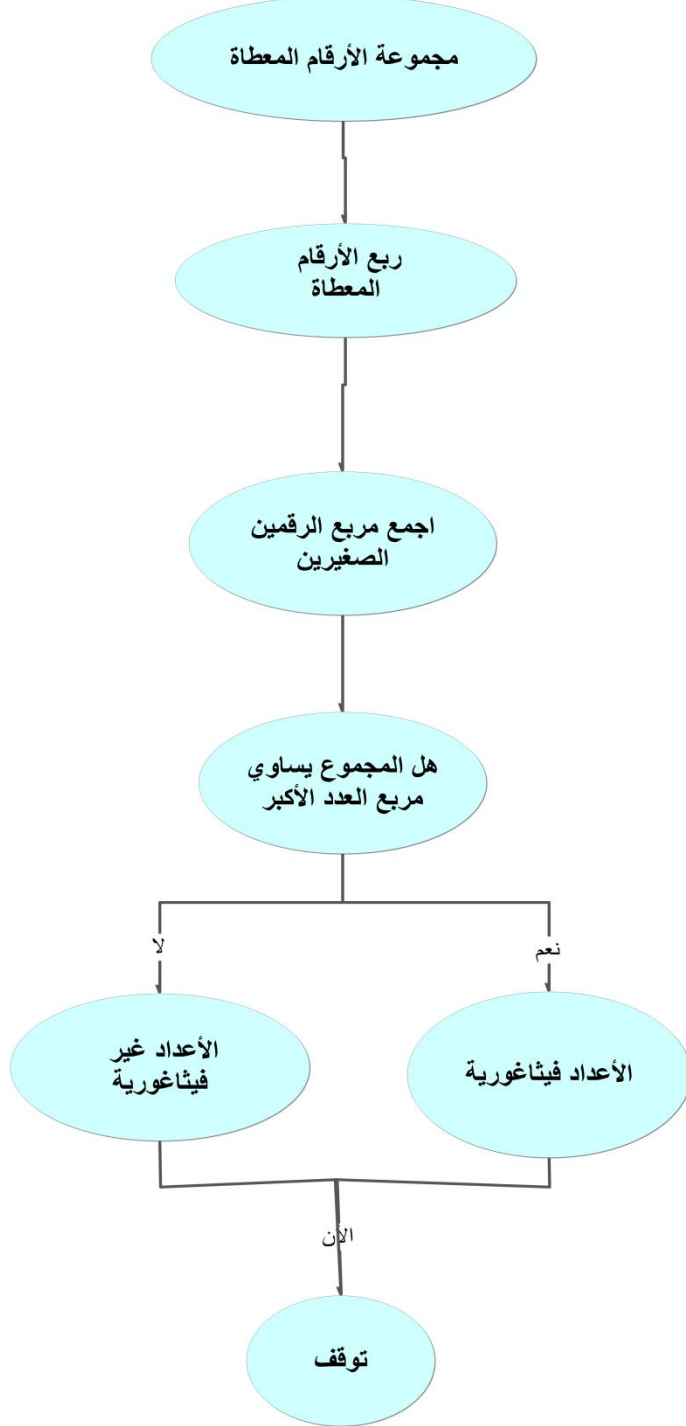 مجموعة الأرقام المعطاة
ربع الأرقام
المعطاة
اجمع مربع الرقمين
الصغيرين
هل المجموع يساوي
مربع العدد الأكبر
نعم
لا
الأعداد فيثاغورية
الأعداد غير
فيثاغورية
الآن
توقف